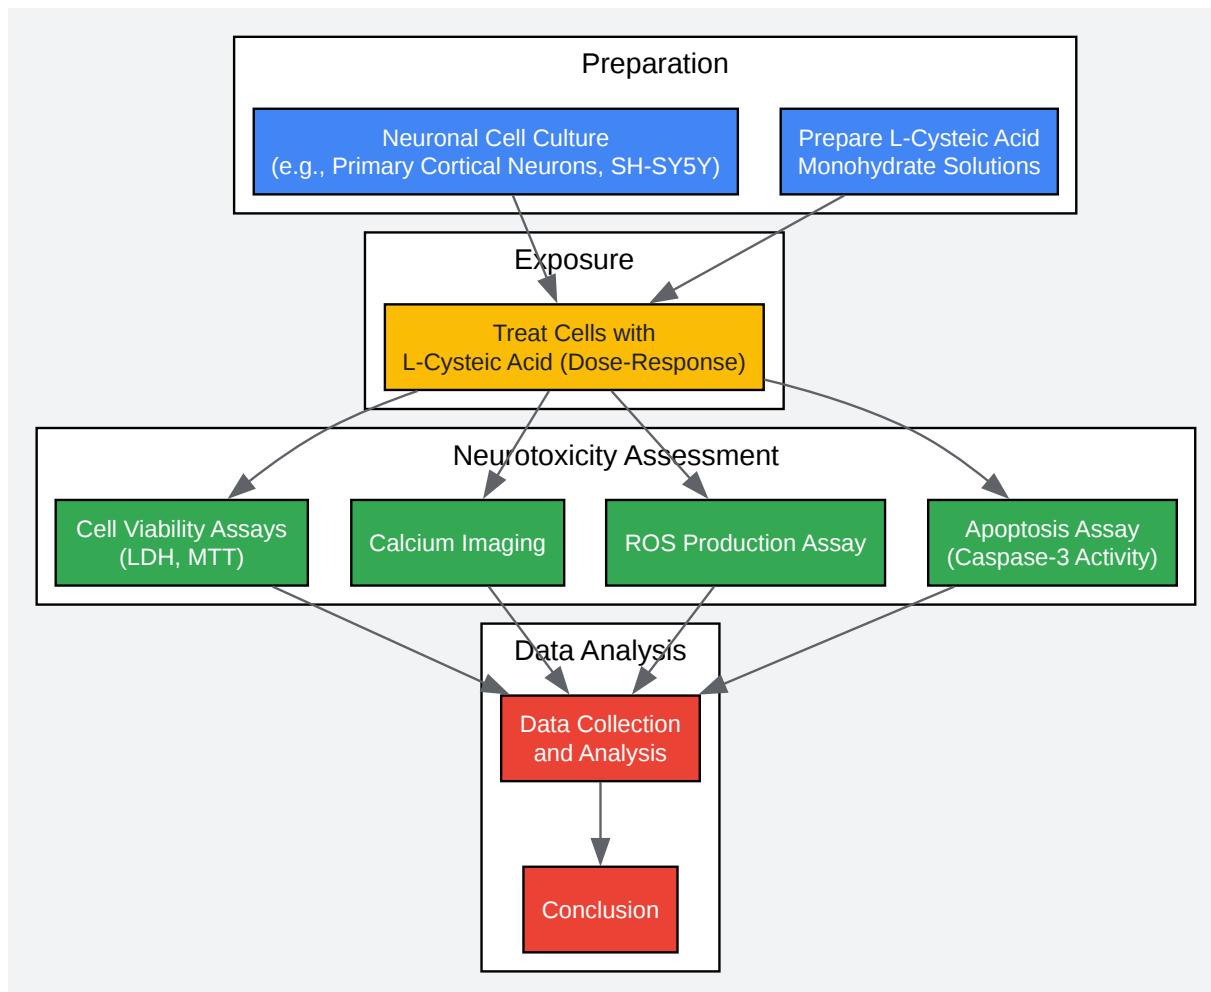 Preparation
Neuronal Cell Culture
(e.g., Primary Cortical Neurons, SH-SY5Y)
Prepare L-Cysteic Acid
Monohydrate Solutions
Exposure
Treat Cells with
L-Cysteic Acid (Dose-Response)
Neurotoxicity Assessment
Cell Viability Assays
(LDH, MTT)
Calcium Imaging
ROS Production Assay
Apoptosis Assay
(Caspase-3 Activity)
Data Analysis
Data Collection
and Analysis
Conclusion